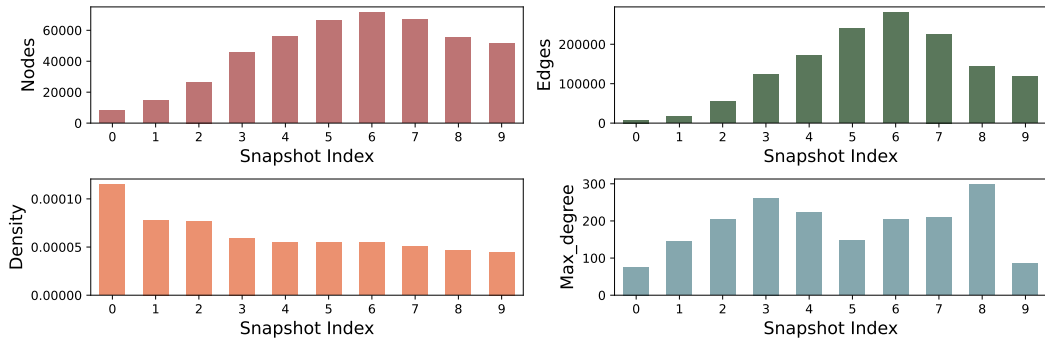 Nodes
60000
40000
20000
0
0 1 2 3 4 5 6 7 8 9
Snapshot Index
Edges
200000
100000
0
0 1 2 3 4 5 6 7 8 9
Snapshot Index
Density
0.00010
0.00005
0.00000
0 1 2 3 4 5 6 7 8 9
Snapshot Index
Max_degree
300
200
100
0
0 1 2 3 4 5 6 7 8 9
Snapshot Index